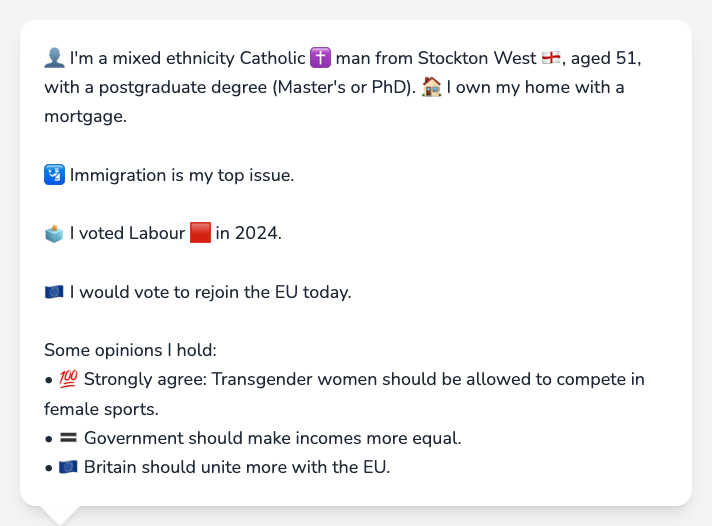 👤 I'm a mixed ethnicity Catholic ✝️ man from Stockton West 🏴󠁧󠁢󠁥󠁮󠁧󠁿, aged 51,
with a postgraduate degree (Master's or PhD). 🏠 I own my home with a
mortgage.
🛂 Immigration is my top issue.
🗳️ I voted Labour 🟥 in 2024.
🇪🇺 I would vote to rejoin the EU today.
Some opinions I hold:
• 💯 Strongly agree: Transgender women should be allowed to compete in
female sports.
• 🟰 Government should make incomes more equal.
• 🇪🇺 Britain should unite more with the EU.